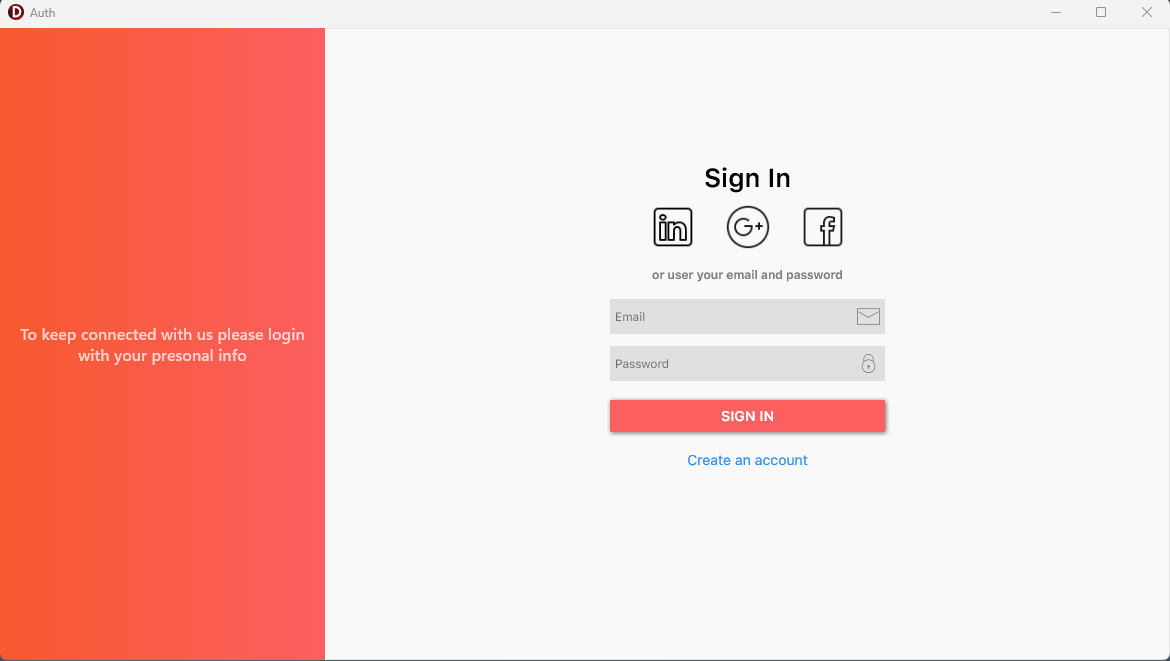 Auth
To keep connected with us please login
with your presonal info
Sign In
in G+ f
or user your email and password
Email
Password
SIGN IN
Create an account